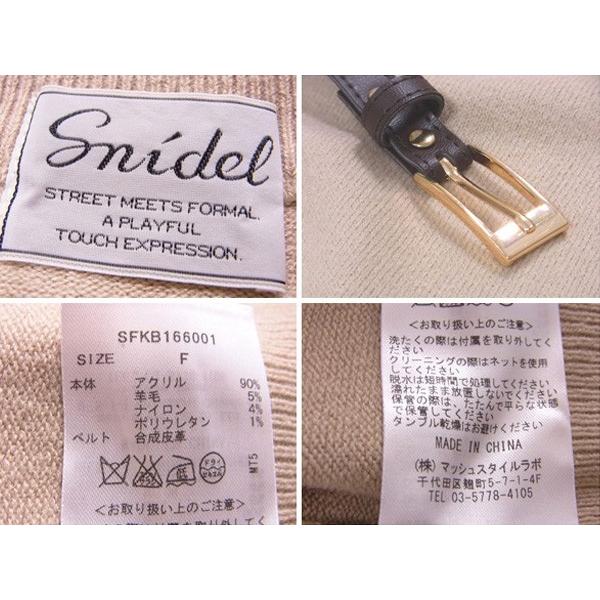 Snidel
STREET MEETS FORMAL.
A PLAYFUL
TOUCH EXPRESSION.
SFKB166001
SIZE F
本体 アクリル 90%
羊毛 5%
ナイロン 4%
ポリウレタン 1%
ベルト 合成皮革
低
ドライ
MT5
<お取り扱い上のご注意>
<お取り扱い上のご注意>
洗たくの際は付属を取り外してく
ださい
クリーニングの際はネットを使用
してください
脱水は短時間で処理してください
濡れたまま放置しないでください
保管の際は、たたんで平らな状態
で保管してください
タンブル乾燥はお避けください
MADE IN CHINA
(株)マッシュスタイルラボ
千代田区麹町5-7-1-4F
TEL 03-5778-4105